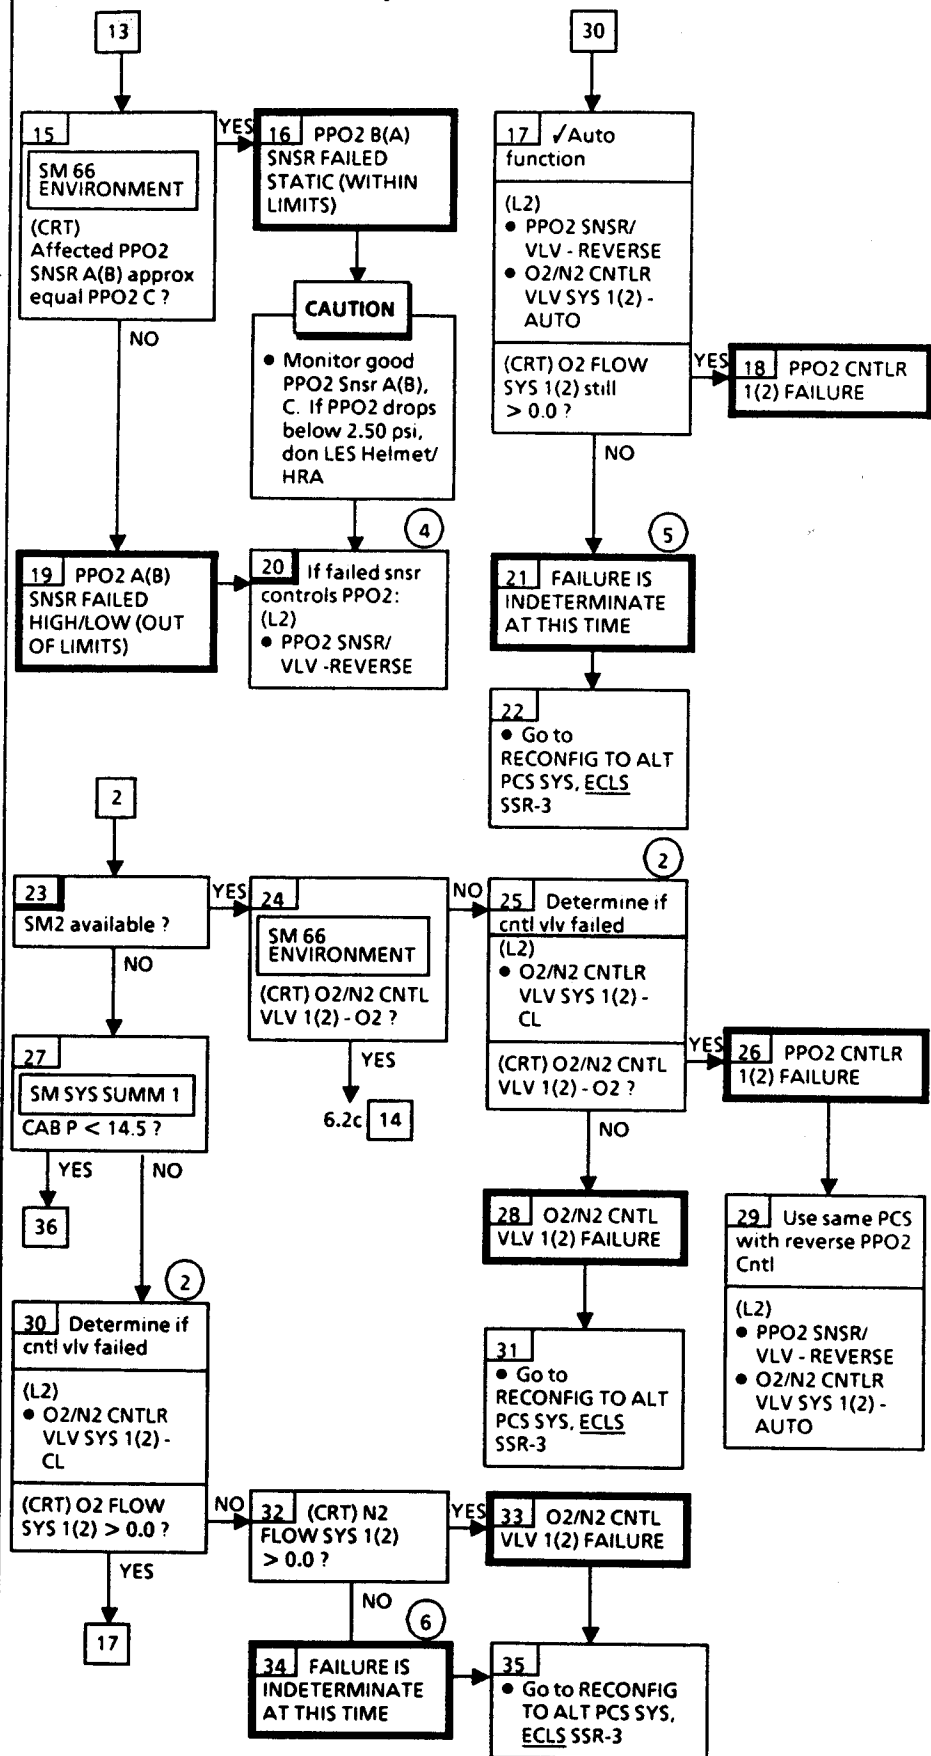 13
15
SM 66
ENVIRONMENT
(CRT)
Affected PPO2
SNSR A(B) approx
equal PPO2 C ?
YES
NO
16 PPO2 B(A)
SNSR FAILED
STATIC (WITHIN
LIMITS)
CAUTION
● Monitor good
PPO2 Snsr A(B),
C. If PPO2 drops
below 2.50 psi,
don LES Helmet/
HRA
19 PPO2 A(B)
SNSR FAILED
HIGH/LOW (OUT
OF LIMITS)
4
20 If failed snsr
controls PPO2:
(L2)
● PPO2 SNSR/
VLV -REVERSE
30
17 ✓Auto
function
(L2)
● PPO2 SNSR/
VLV - REVERSE
● O2/N2 CNTLR
VLV SYS 1(2) -
AUTO
(CRT) O2 FLOW
SYS 1(2) still
> 0.0 ?
YES
18 PPO2 CNTLR
1(2) FAILURE
NO
5
21 FAILURE IS
INDETERMINATE
AT THIS TIME
22
● Go to
RECONFIG TO ALT
PCS SYS, ECLS
SSR-3
2
23
SM2 available ?
YES
NO
24
SM 66
ENVIRONMENT
(CRT) O2/N2 CNTL
VLV 1(2) - O2 ?
YES
6.2c 14
NO
2
25 Determine if
cntl vlv failed
(L2)
● O2/N2 CNTLR
VLV SYS 1(2) -
CL
(CRT) O2/N2 CNTL
VLV 1(2) - O2 ?
YES
26 PPO2 CNTLR
1(2) FAILURE
NO
27
SM SYS SUMM 1
CAB P < 14.5 ?
YES
NO
36
28 O2/N2 CNTL
VLV 1(2) FAILURE
29 Use same PCS
with reverse PPO2
Cntl
(L2)
● PPO2 SNSR/
VLV - REVERSE
● O2/N2 CNTLR
VLV SYS 1(2) -
AUTO
2
30 Determine if
cntl vlv failed
(L2)
● O2/N2 CNTLR
VLV SYS 1(2) -
CL
(CRT) O2 FLOW
SYS 1(2) > 0.0 ?
NO
YES
17
31
● Go to
RECONFIG TO ALT
PCS SYS, ECLS
SSR-3
32 (CRT) N2
FLOW SYS 1(2)
> 0.0 ?
YES
NO
33 O2/N2 CNTL
VLV 1(2) FAILURE
6
34 FAILURE IS
INDETERMINATE
AT THIS TIME
35
● Go to RECONFIG
TO ALT PCS SYS,
ECLS SSR-3